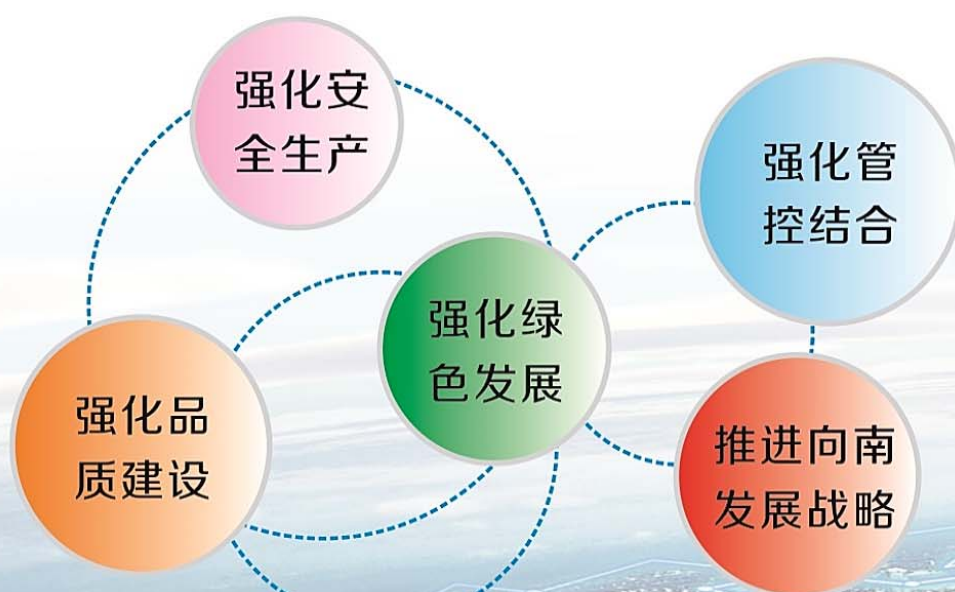 强化安
全生产
强化管
控结合
强化绿
色发展
强化品
质建设
推进向南
发展战略